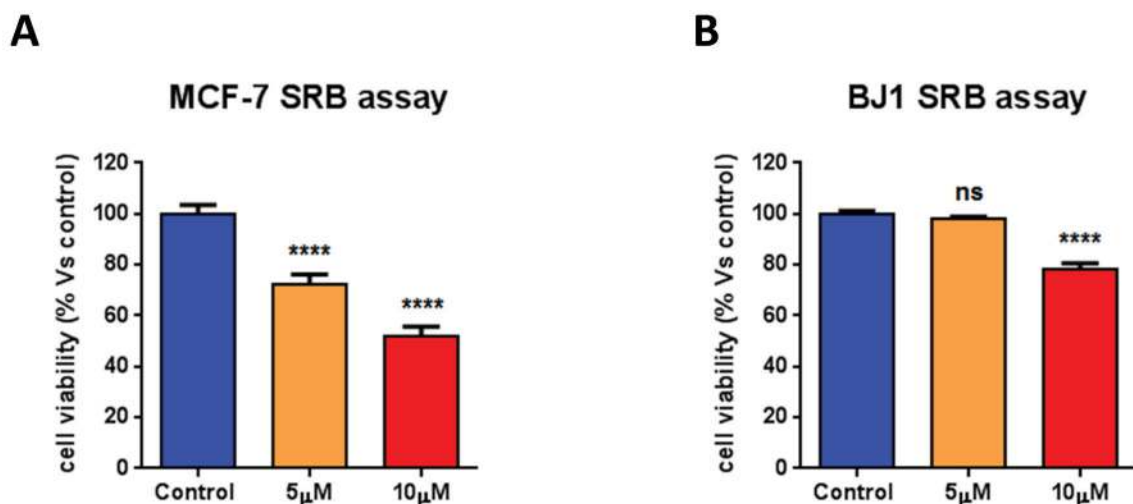 A
MCF-7 SRB assay
cell viability (% Vs control)
120
100
80
60
40
20
0
****
****
Control 5µM 10µM
B
BJ1 SRB assay
cell viability (% Vs control)
120
100
80
60
40
20
0
ns
****
Control 5µM 10µM